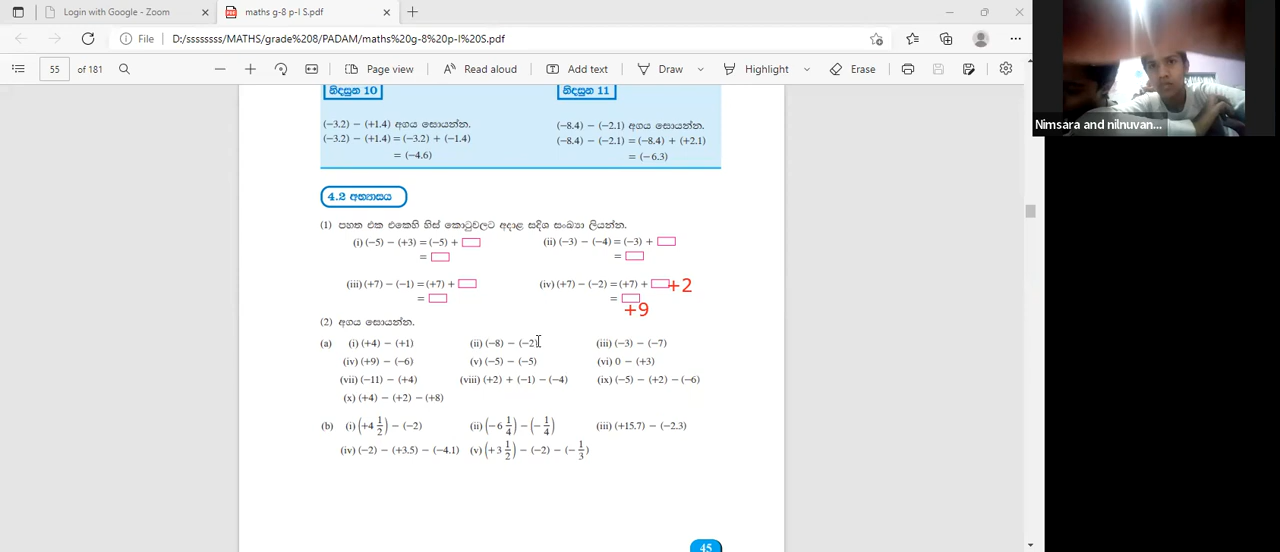 Login with Google - Zoom
maths g-8 p-I S.pdf
File
D:/ssssssss/MATHS/grade%208/PADAM/maths%20g-8%20p-I%20S.pdf
55 of 181
Page view
Read aloud
Add text
Draw
Highlight
Erase
නිදසුන 10
නිදසුන 11
(−3.2) − (+1.4) අගය සොයන්න.
(−3.2) − (+1.4) = (−3.2) + (−1.4)
= (−4.6)
(−8.4) − (−2.1) අගය සොයන්න.
(−8.4) − (−2.1) = (−8.4) + (+2.1)
= (−6.3)
Nimsara and nilnuvan...
4.2 අභ්‍යාසය
(1) පහත එක එකෙහි හිස් කොටුවලට අදාළ සදිශ සංඛ්‍යා ලියන්න.
(i) (−5) − (+3) = (−5) +
=
(ii) (−3) − (−4) = (−3) +
=
(iii) (+7) − (−1) = (+7) +
=
(iv) (+7) − (−2) = (+7) + +2
= +9
(2) අගය සොයන්න.
(a) (i) (+4) − (+1) (ii) (−8) − (−2) (iii) (−3) − (−7)
(iv) (+9) − (−6) (v) (−5) − (−5) (vi) 0 − (+3)
(vii) (−11) − (+4) (viii) (+2) + (−1) − (−4) (ix) (−5) − (+2) − (−6)
(x) (+4) − (+2) − (+8)
(b) (i) (+4 1/2) − (−2) (ii) (−6 1/4) − (− 1/4) (iii) (+15.7) − (−2.3)
(iv) (−2) − (+3.5) − (−4.1) (v) (+3 1/2) − (−2) − (− 1/3)
45